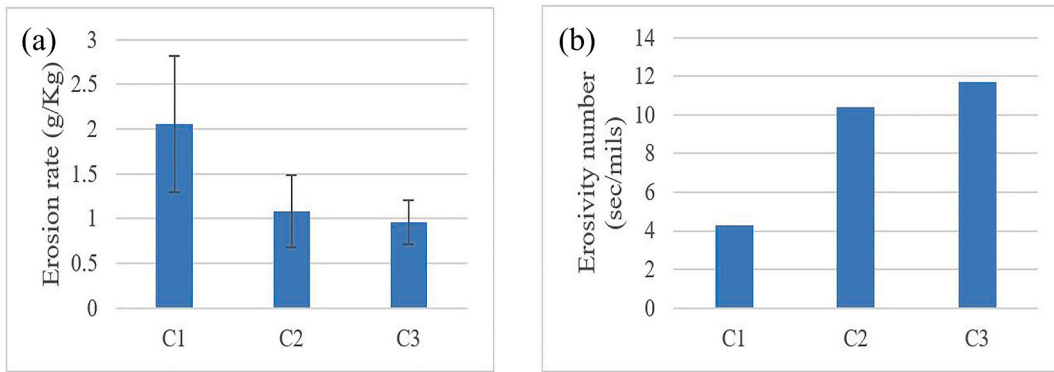 (a)
Erosion rate (g/Kg)
3
2.5
2
1.5
1
0.5
0
C1 C2 C3
(b)
Erosivity number
(sec/mils)
14
12
10
8
6
4
2
0
C1 C2 C3